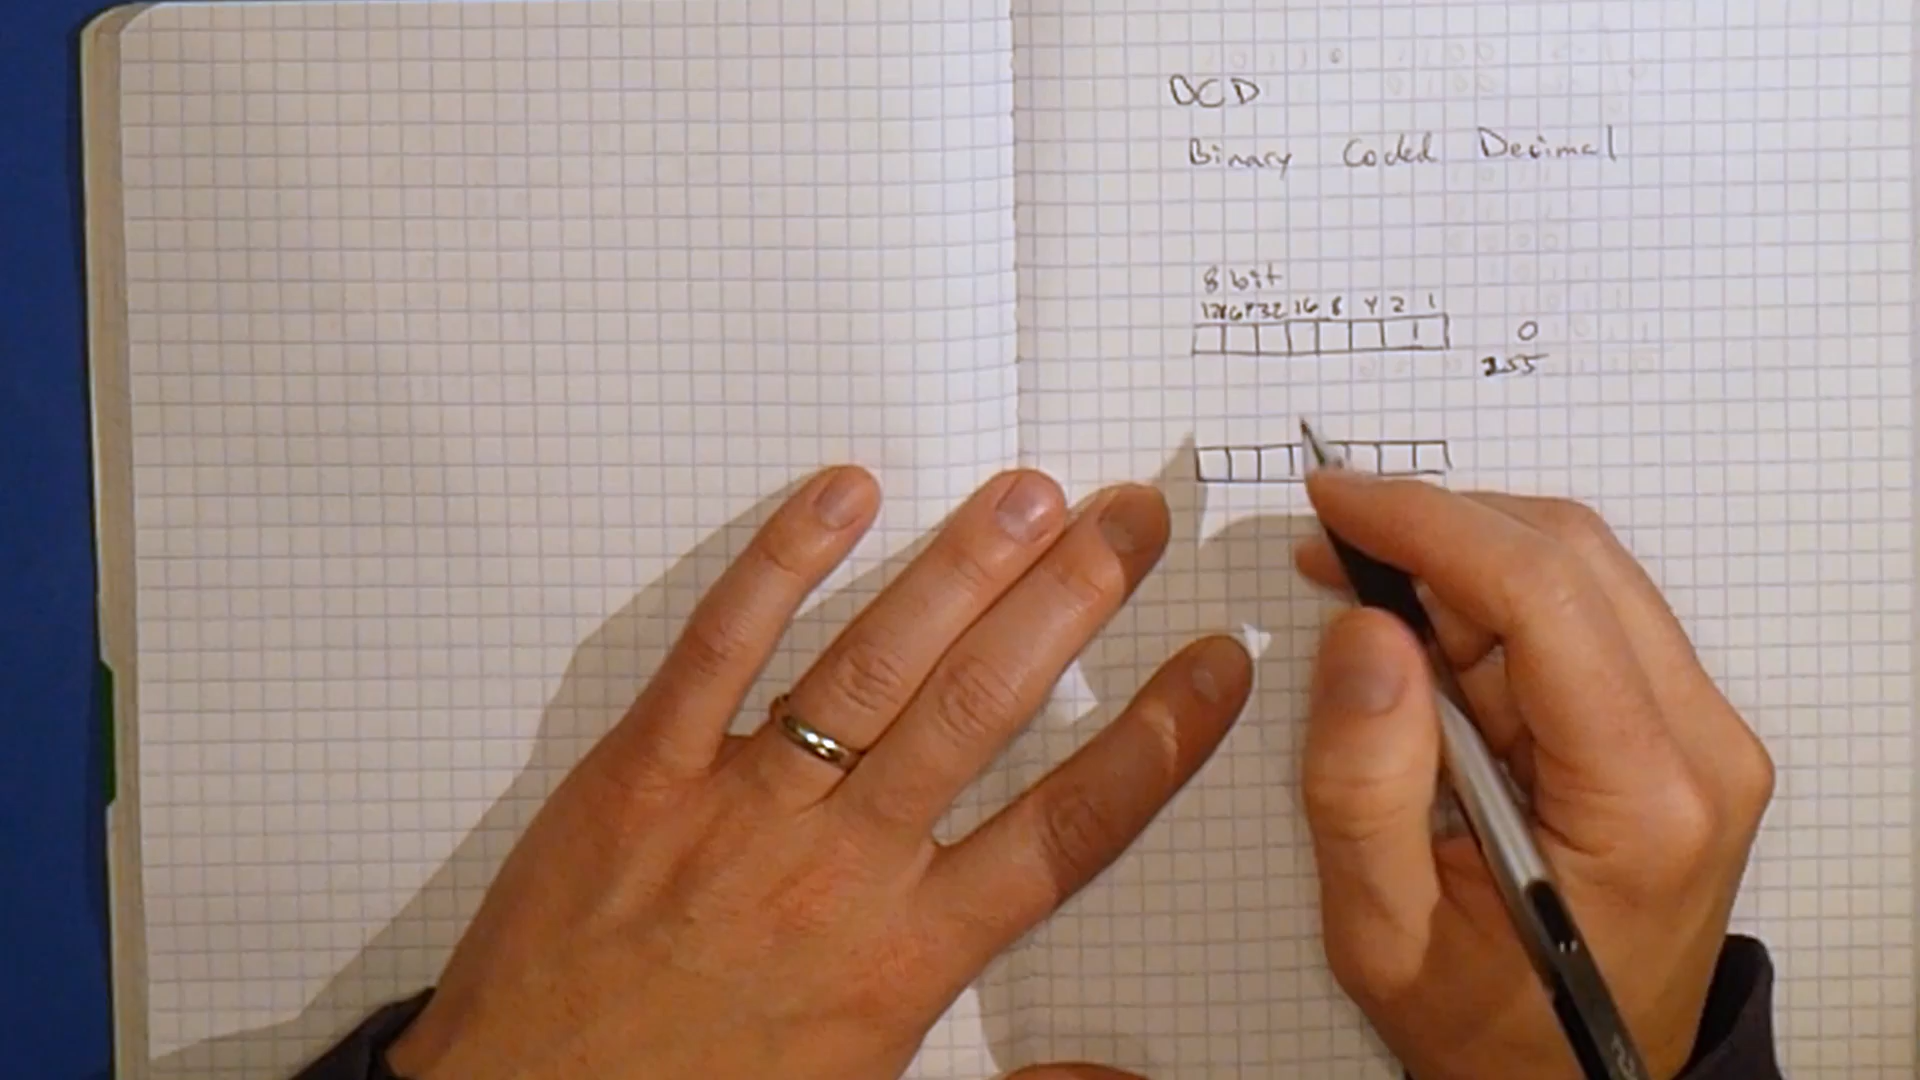 BCD
Binary Coded Decimal
8 bit
128 64 32 16 8 4 2 1
1 0
255